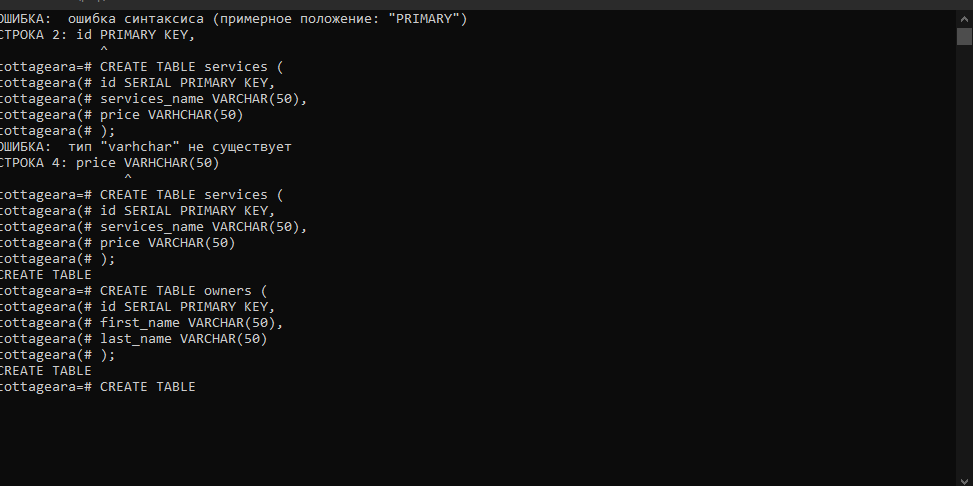 ОШИБКА:  ошибка синтаксиса (примерное положение: "PRIMARY")
СТРОКА 2: id PRIMARY KEY,
^
cottageara=# CREATE TABLE services (
cottageara(# id SERIAL PRIMARY KEY,
cottageara(# services_name VARCHAR(50),
cottageara(# price VARHCHAR(50)
cottageara(# );
ОШИБКА:  тип "varhchar" не существует
СТРОКА 4: price VARHCHAR(50)
^
cottageara=# CREATE TABLE services (
cottageara(# id SERIAL PRIMARY KEY,
cottageara(# services_name VARCHAR(50),
cottageara(# price VARCHAR(50)
cottageara(# );
CREATE TABLE
cottageara=# CREATE TABLE owners (
cottageara(# id SERIAL PRIMARY KEY,
cottageara(# first_name VARCHAR(50),
cottageara(# last_name VARCHAR(50)
cottageara(# );
CREATE TABLE
cottageara=# CREATE TABLE